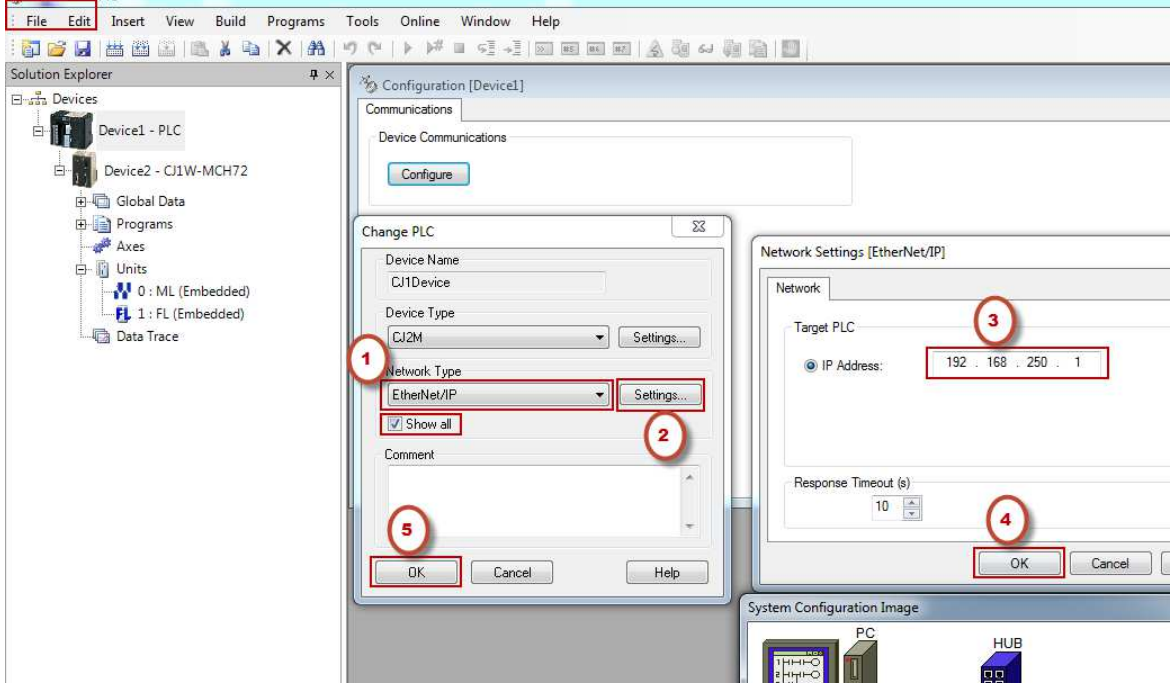 File Edit Insert View Build Programs Tools Online Window Help
Solution Explorer
Devices
Device1 - PLC
Device2 - CJ1W-MCH72
Global Data
Programs
Axes
Units
0 : ML (Embedded)
1 : FL (Embedded)
Data Trace
Configuration [Device1]
Communications
Device Communications
Configure
Change PLC
Device Name
CJ1Device
Device Type
CJ2M
Settings...
1
Network Type
EtherNet/IP
Settings...
Show all
2
Comment
5
OK Cancel Help
Network Settings [EtherNet/IP]
Network
Target PLC
3
IP Address: 192 . 168 . 250 . 1
Response Timeout (s)
10
4
OK Cancel
System Configuration Image
PC
HUB